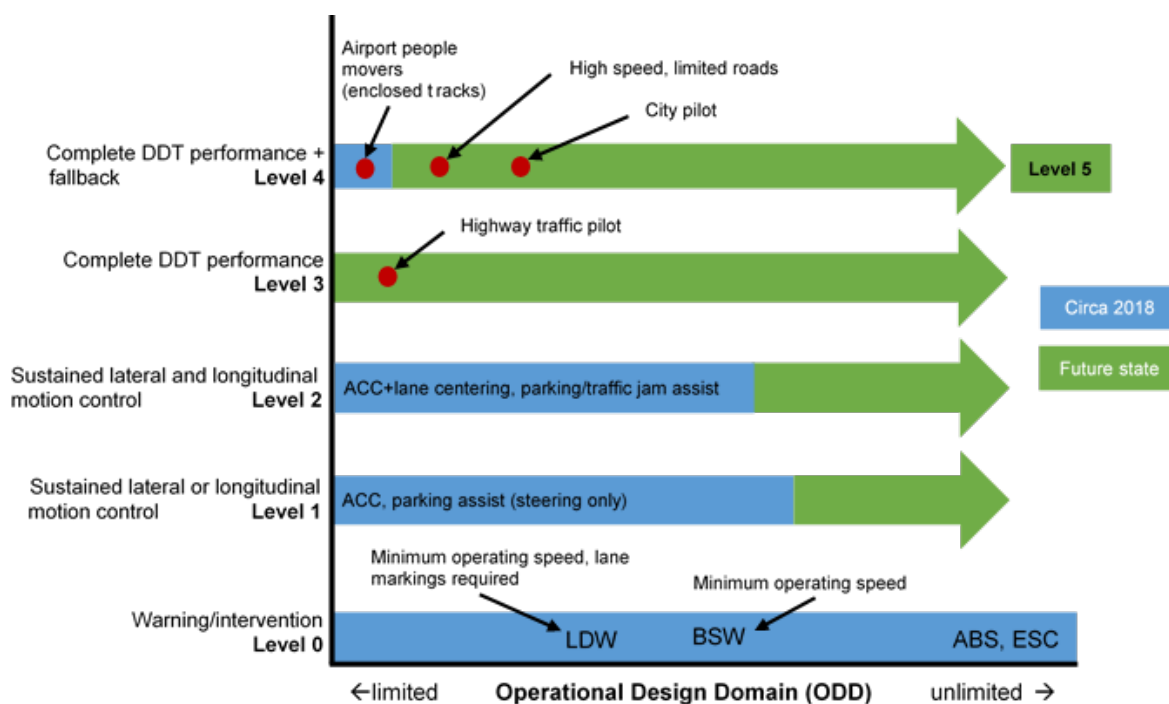 Airport people
movers
(enclosed tracks)
High speed, limited roads
City pilot
Complete DDT performance +
fallback
Level 4
Level 5
Highway traffic pilot
Complete DDT performance
Level 3
Circa 2018
Future state
Sustained lateral and longitudinal
motion control Level 2
ACC+lane centering, parking/traffic jam assist
Sustained lateral or longitudinal
motion control Level 1
ACC, parking assist (steering only)
Minimum operating speed, lane
markings required
Minimum operating speed
Warning/intervention
Level 0
LDW
BSW
ABS, ESC
←limited
Operational Design Domain (ODD)
unlimited →